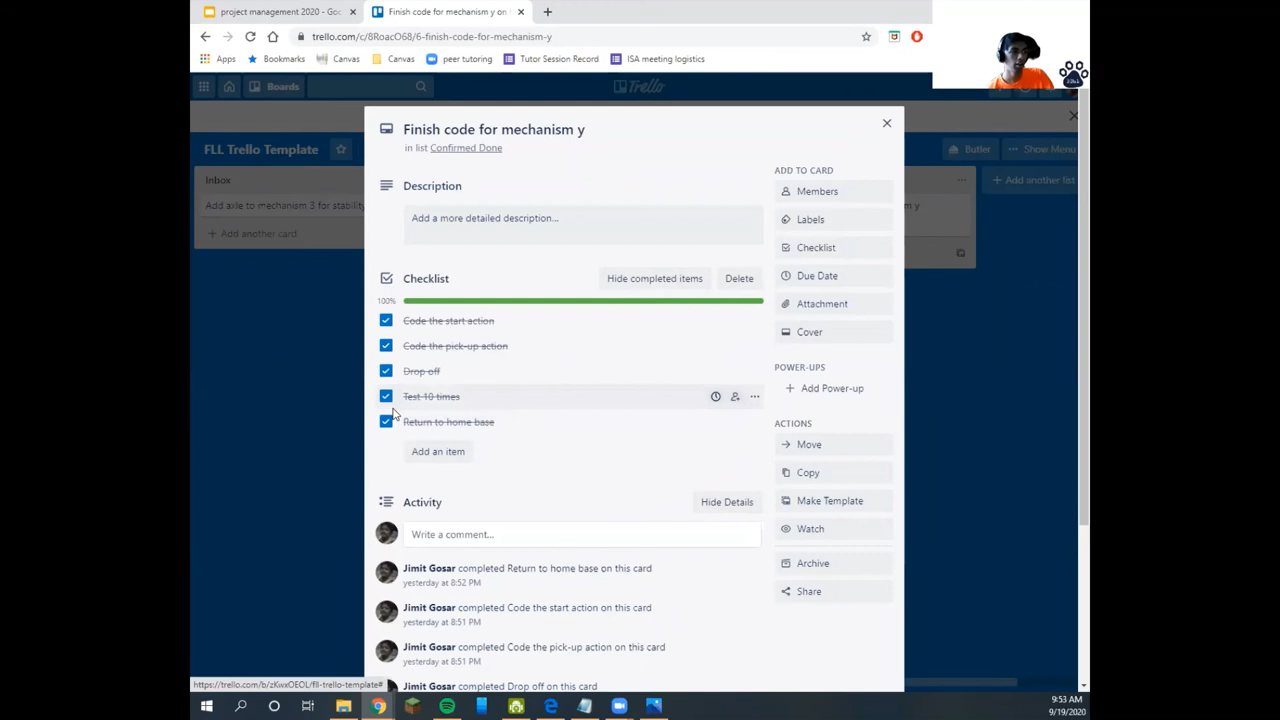 project management 2020 - Goo
Finish code for mechanism y on
trello.com/c/8RoacO68/6-finish-code-for-mechanism-y
Apps
Bookmarks
Canvas
Canvas
peer tutoring
Tutor Session Record
ISA meeting logistics
Boards
Trello
FLL Trello Template
Butler
Show Menu
Inbox
Add axle to mechanism 3 for stability
Add another card
Add another list
y
Finish code for mechanism y
in list Confirmed Done
Description
Add a more detailed description...
Checklist
Hide completed items
Delete
100%
Code the start action
Code the pick-up action
Drop off
Test 10 times
Return to home base
Add an item
Activity
Hide Details
Write a comment...
Jimit Gosar completed Return to home base on this card
yesterday at 8:52 PM
Jimit Gosar completed Code the start action on this card
yesterday at 8:51 PM
Jimit Gosar completed Code the pick-up action on this card
yesterday at 8:51 PM
Jimit Gosar completed Drop off on this card
ADD TO CARD
Members
Labels
Checklist
Due Date
Attachment
Cover
POWER-UPS
Add Power-up
ACTIONS
Move
Copy
Make Template
Watch
Archive
Share
https://trello.com/b/zKwxOEOL/fll-trello-template#
9:53 AM
9/19/2020